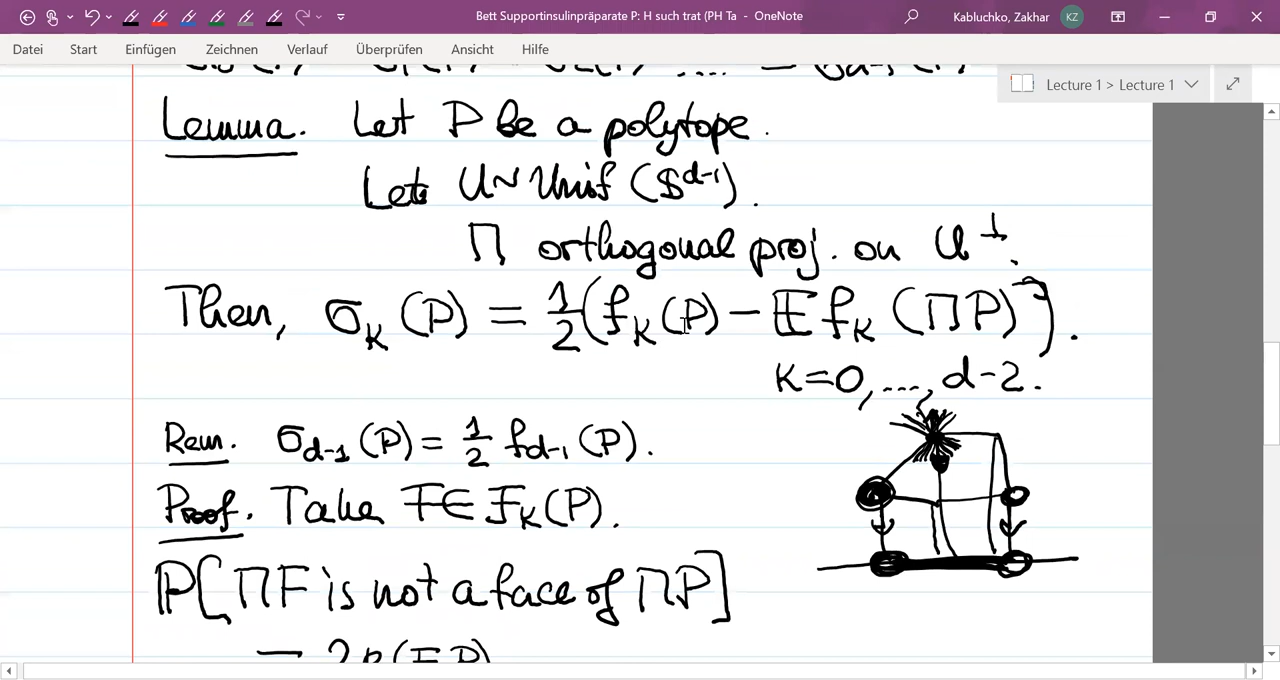 Bett Supportinsulinpräparate P: H such trat (PH Ta - OneNote
Kabluchko, Zakhar KZ
Datei Start Einfügen Zeichnen Verlauf Überprüfen Ansicht Hilfe
Lecture 1 > Lecture 1
Lemma. Let P be a polytope.
Let U ~ Unif (𝕊^{d-1}).
Π orthogonal proj. on U^⊥.
Then, σ_k (P) = 1/2 (f_k (P) - 𝔼 f_k (ΠP)).
k=0, ..., d-2.
Rem. σ_{d-1} (P) = 1/2 f_{d-1} (P).
Proof. Take F ∈ F_k (P).
ℙ[ΠF is not a face of ΠP]